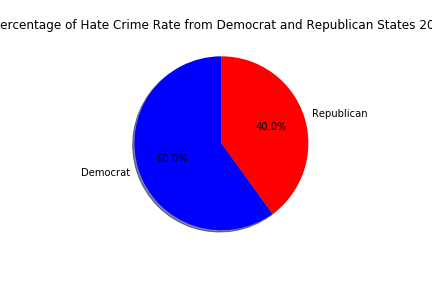 ercentage of Hate Crime Rate from Democrat and Republican States 20
Republican
40.0%
60.0%
Democrat